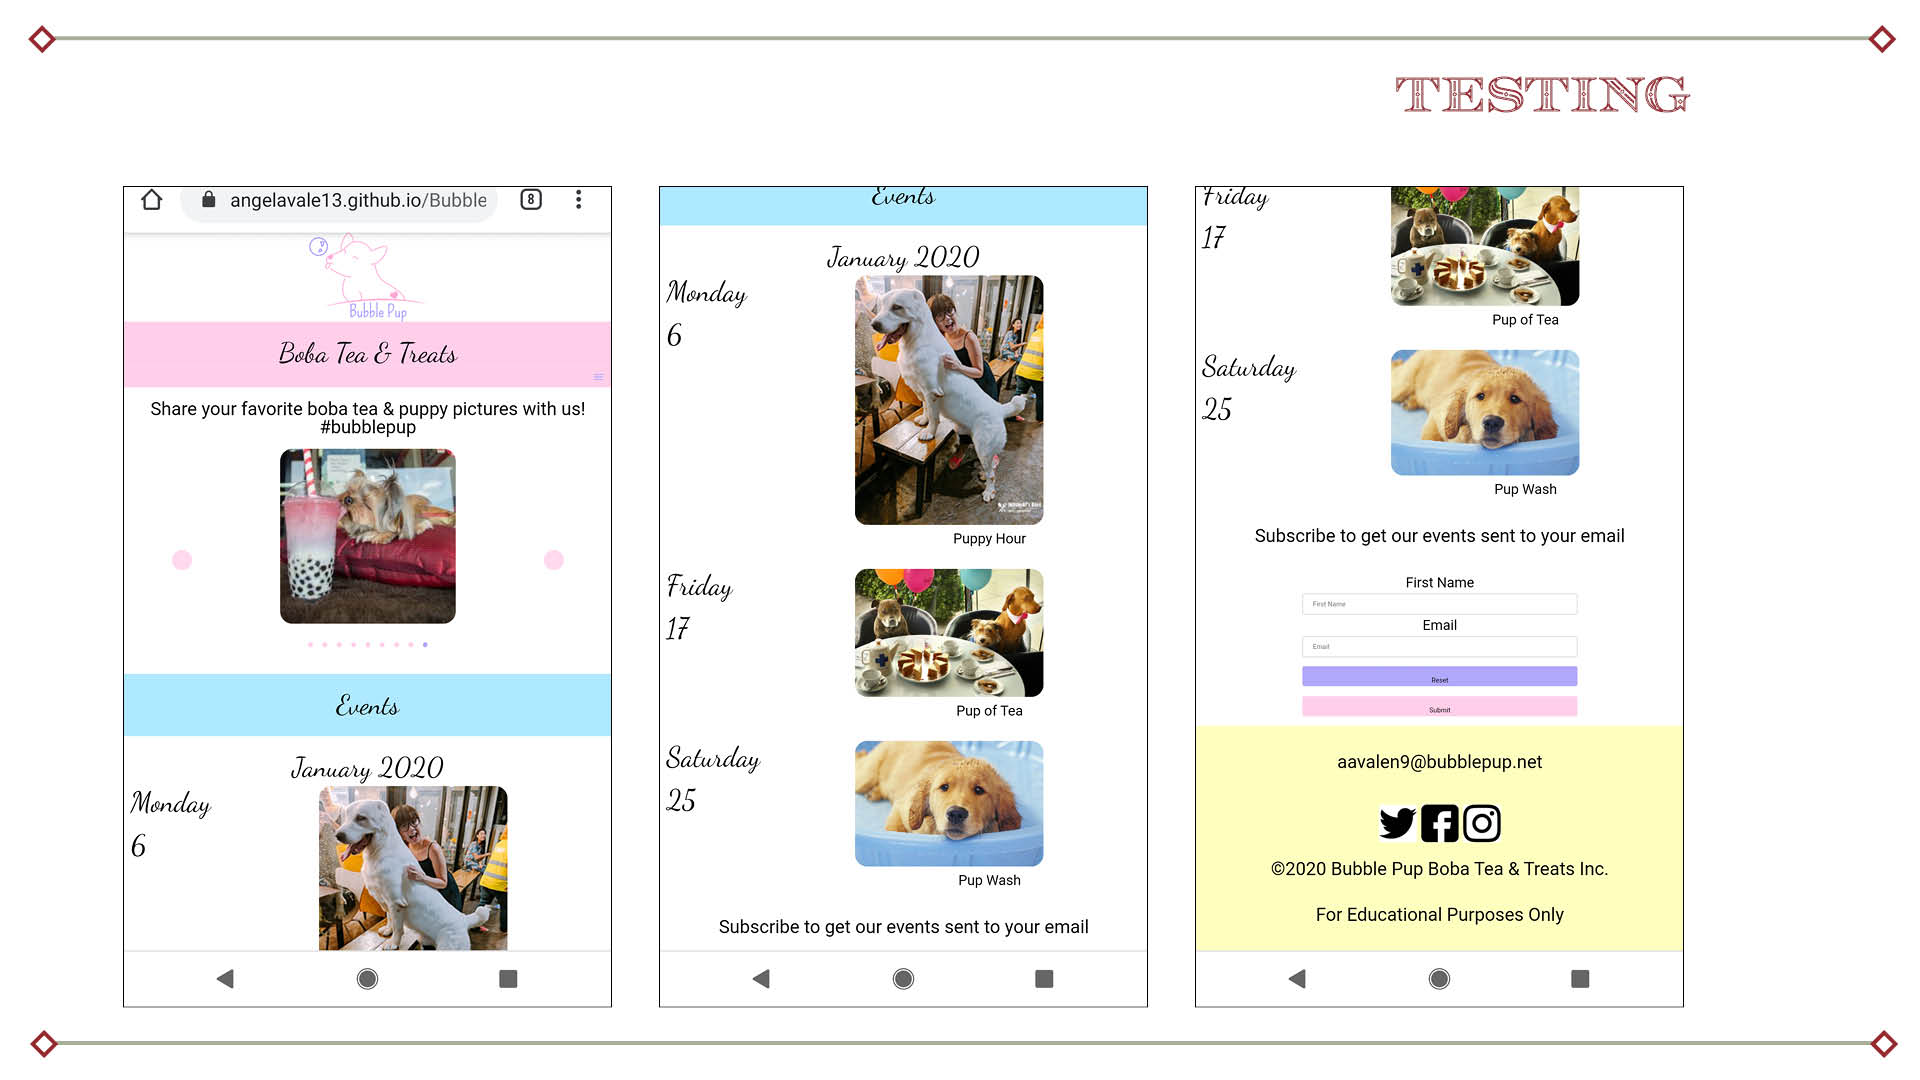 TESTING
angelavale13.github.io/Bubble
8
Bubble Pup
Boba Tea & Treats
Share your favorite boba tea & puppy pictures with us!
#bubblepup
Events
January 2020
Monday
6
Events
January 2020
Monday
6
Puppy Hour
Friday
17
Pup of Tea
Saturday
25
Pup Wash
Subscribe to get our events sent to your email
Friday
17
Pup of Tea
Saturday
25
Pup Wash
Subscribe to get our events sent to your email
First Name
First Name
Email
Email
Reset
Submit
aavalen9@bubblepup.net
©2020 Bubble Pup Boba Tea & Treats Inc.
For Educational Purposes Only